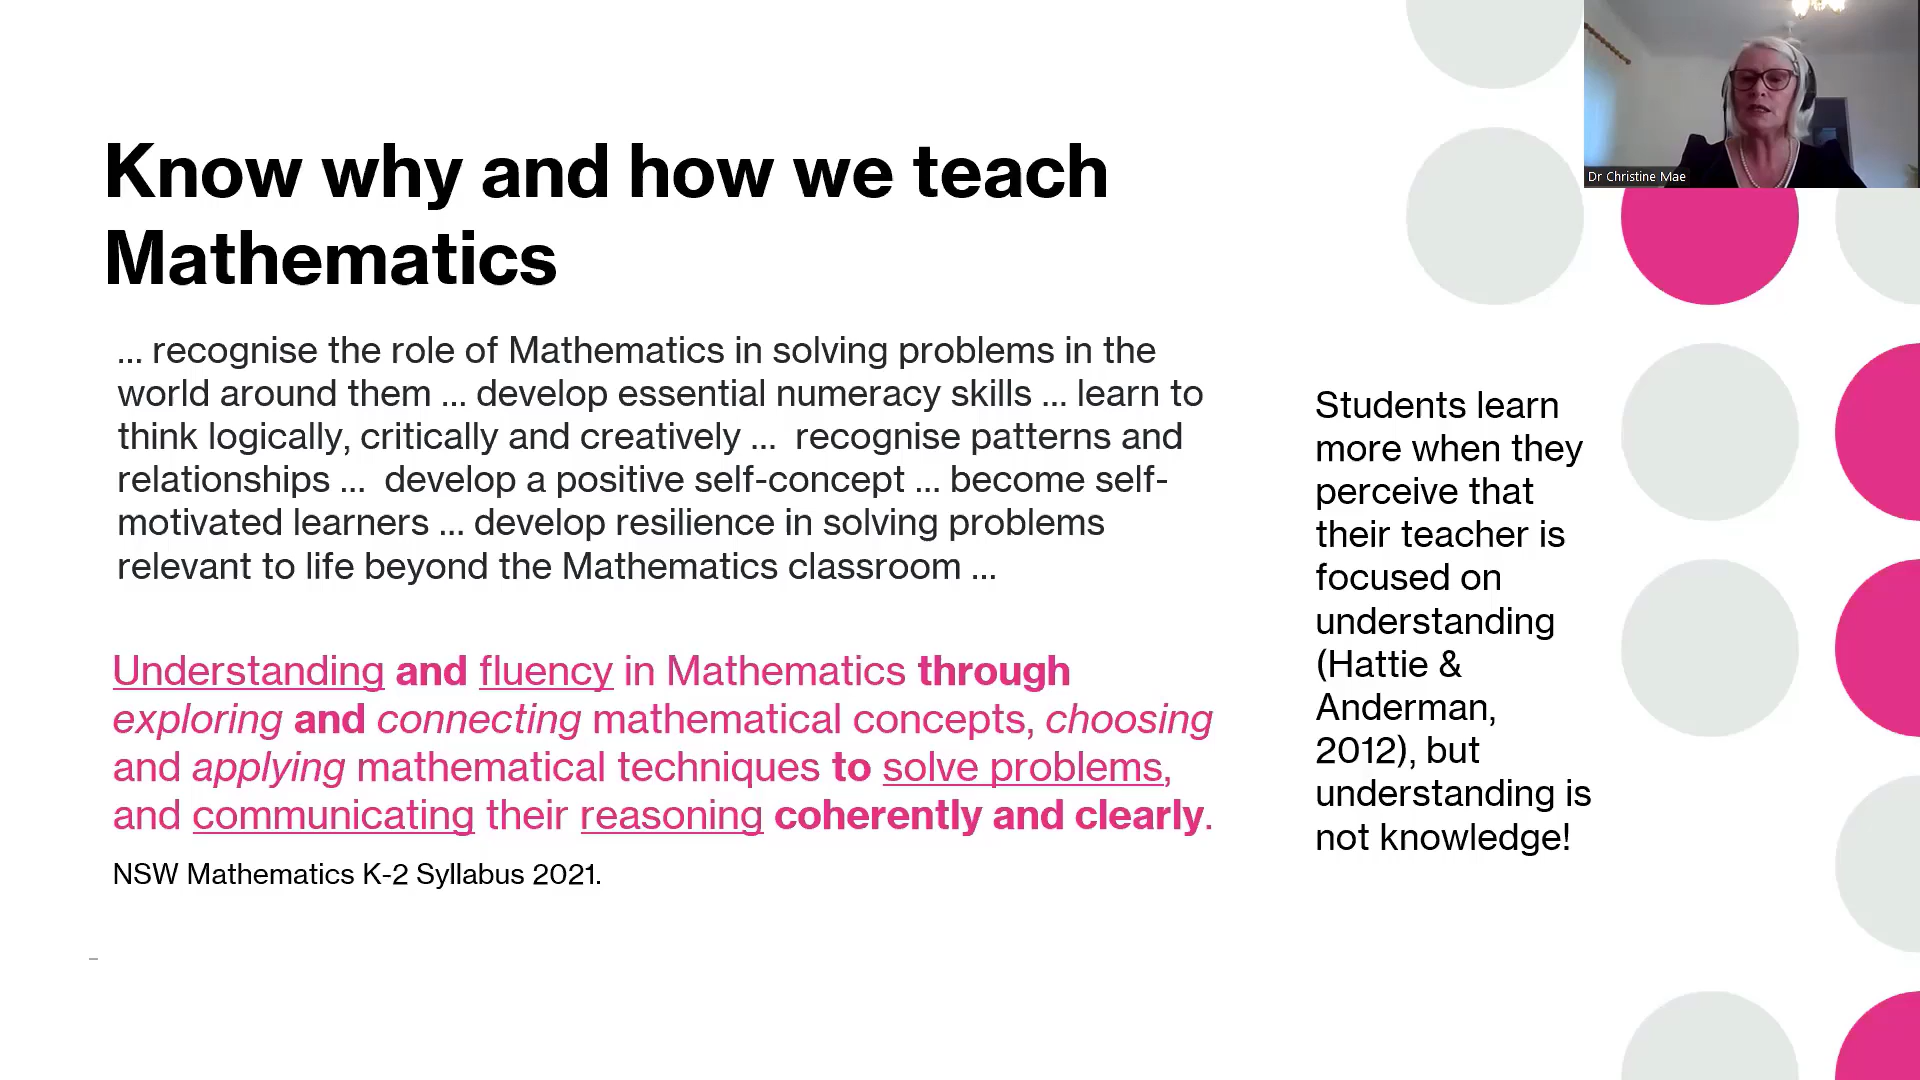 Know why and how we teach
Mathematics
... recognise the role of Mathematics in solving problems in the
world around them ... develop essential numeracy skills ... learn to
think logically, critically and creatively ...  recognise patterns and
relationships ...  develop a positive self-concept ... become self-
motivated learners ... develop resilience in solving problems
relevant to life beyond the Mathematics classroom ...
Understanding and fluency in Mathematics through
exploring and connecting mathematical concepts, choosing
and applying mathematical techniques to solve problems,
and communicating their reasoning coherently and clearly.
NSW Mathematics K-2 Syllabus 2021.
Students learn
more when they
perceive that
their teacher is
focused on
understanding
(Hattie &
Anderman,
2012), but
understanding is
not knowledge!
Dr Christine Mae